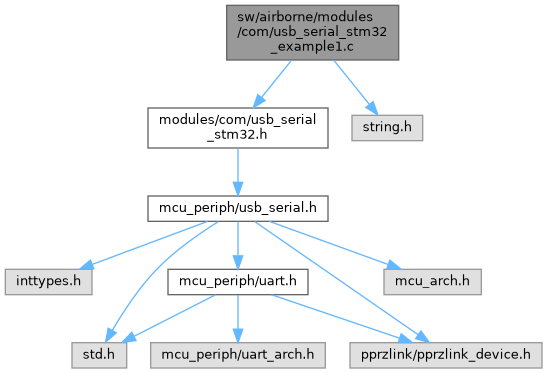 sw/airborne/modules
/com/usb_serial_stm32
_example1.c
modules/com/usb_serial
_stm32.h
string.h
mcu_periph/usb_serial.h
inttypes.h
mcu_periph/uart.h
mcu_arch.h
std.h
mcu_periph/uart_arch.h
pprzlink/pprzlink_device.h